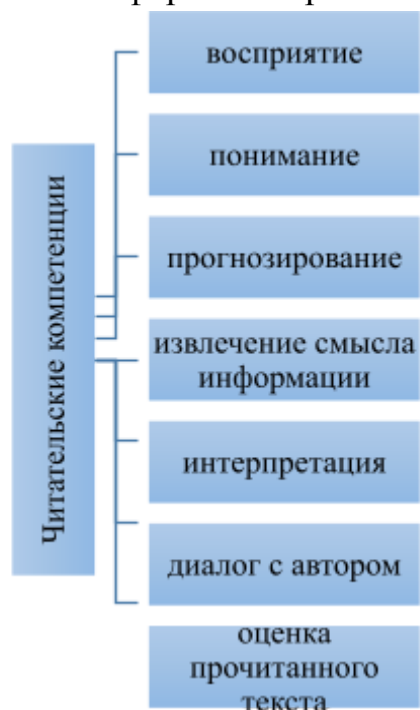 Читательские компетенции
восприятие
понимание
прогнозирование
извлечение смысла
информации
интерпретация
диалог с автором
оценка
прочитанного
текста